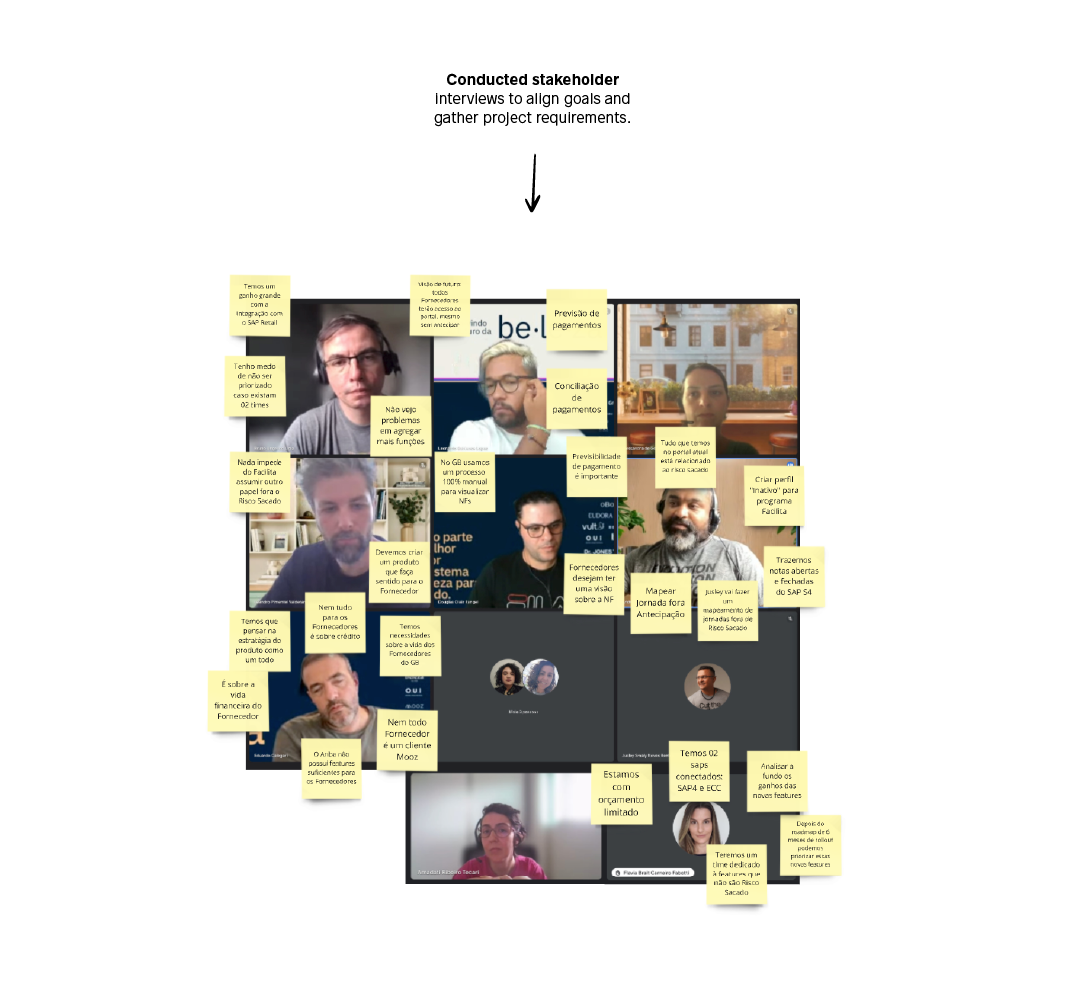 Conducted stakeholder
interviews to align goals and
gather project requirements.
Temos um
ganho grande
com a
integração com
o SAP Retail
Visão de futuro:
todos
Fornecedores
terão acesso ao
portal, mesmo
sem antecipar
Previsão de
pagamentos
be
Tenho medo
de não ser
priorizado
caso existam
02 times
Conciliação
de
pagamentos
Não vejo
problemas
em agregar
mais funções
Nada impede
do Facilita
assumir outro
papel fora o
Risco Sacado
No GB usamos
um processo
100% manual
para visualizar
NFs
Previsibilidade
de pagamento
é importante
Tudo que temos
no portal atual
está relacionado
ao risco sacado
Criar perfil
"Inativo" para
programa
Facilita
EUDORA
vult
OUI
Dr. JONES
o parte
Devemos criar
um produto
que faça
sentido para o
Fornecedor
Fornecedores
desejam ter
uma visão
sobre a NF
Mapear
Jornada fora
Antecipação
Jusley vai fazer
um
mapeamento de
jornadas fora de
Risco Sacado
Trazemos
notas abertas
e fechadas
do SAP S4
Temos que
pensar na
estratégia do
produto como
um todo
Nem tudo
para os
Fornecedores
é sobre crédito
Temos
necessidades
sobre a vida dos
Fornecedores
do GB
É sobre a
vida
financeira do
Fornecedor
OUI
Nem todo
Fornecedor
é um cliente
Mooz
O Ariba não
possui features
suficientes para
os Fornecedores
Estamos
com
orçamento
limitado
Temos 02
saps
conectados:
SAP4 e ECC
Analisar a
fundo os
ganhos das
novas features
Depois do
roadmap de 6
meses de rollout
podemos
priorizar essas
novas features
Teremos um
time dedicado
à features que
não são Risco
Sacado
Flavia Brait Carneiro Fabotti